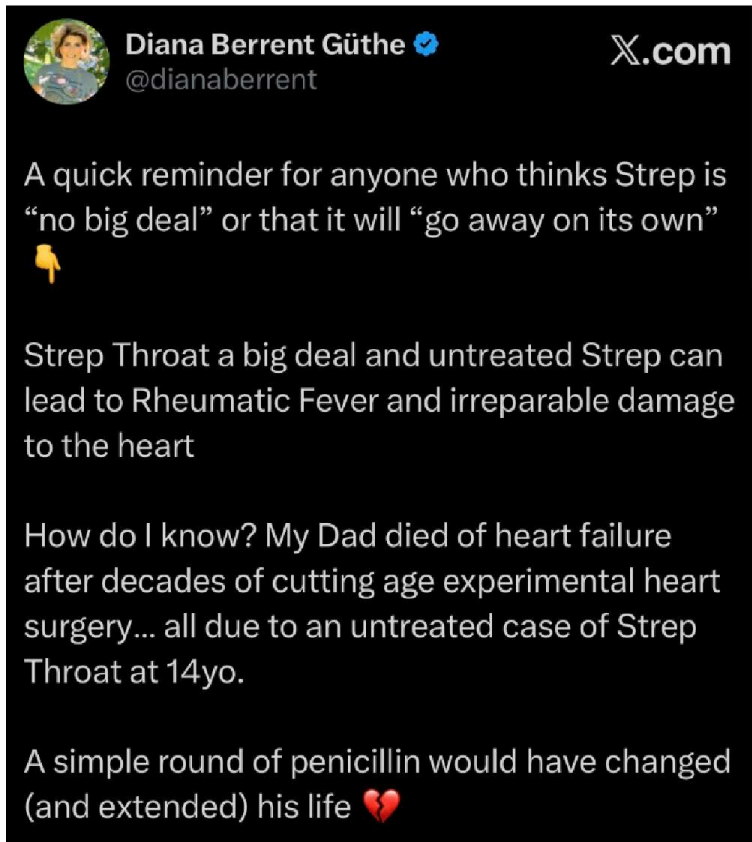 Diana Berrent Güthe
X.com
@dianaberrent
A quick reminder for anyone who thinks Strep is
“no big deal” or that it will “go away on its own”
👇
Strep Throat a big deal and untreated Strep can
lead to Rheumatic Fever and irreparable damage
to the heart
How do I know? My Dad died of heart failure
after decades of cutting age experimental heart
surgery... all due to an untreated case of Strep
Throat at 14yo.
A simple round of penicillin would have changed
(and extended) his life 💔